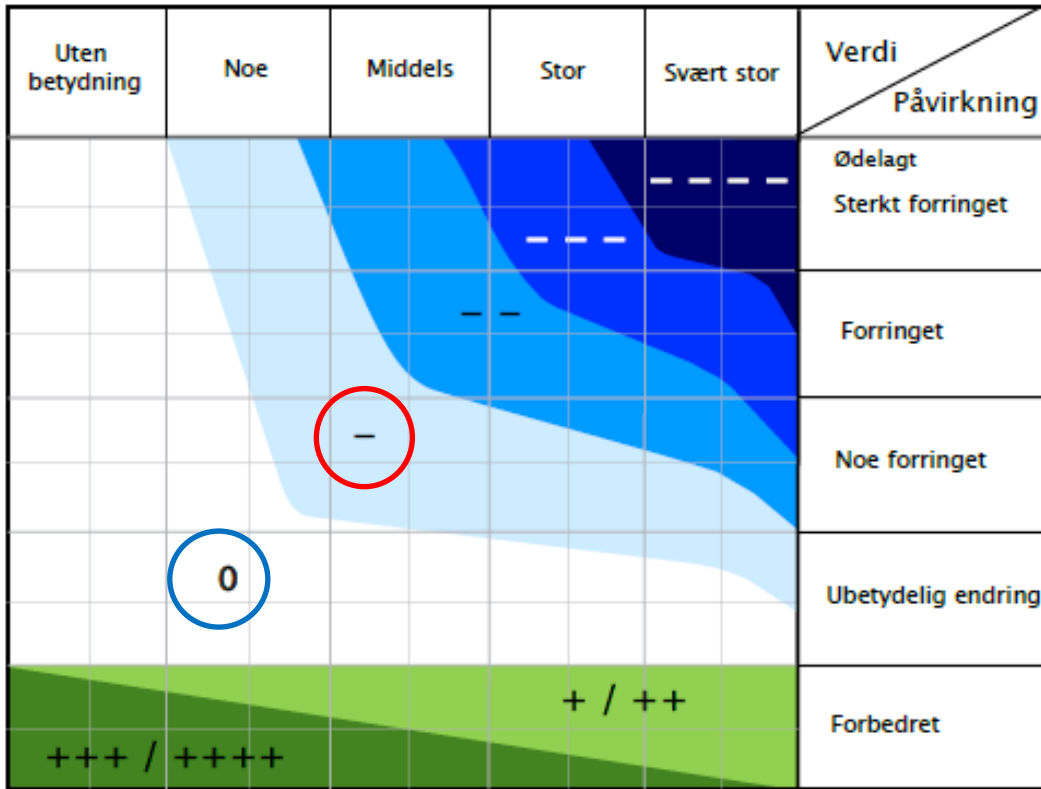 Uten
betydning
Noe
Middels
Stor
Svært stor
Verdi
Påvirkning
Ødelagt
– – – –
Sterkt forringet
– – –
– –
Forringet
–
Noe forringet
0
Ubetydelig endring
+ / ++
Forbedret
+++ / ++++